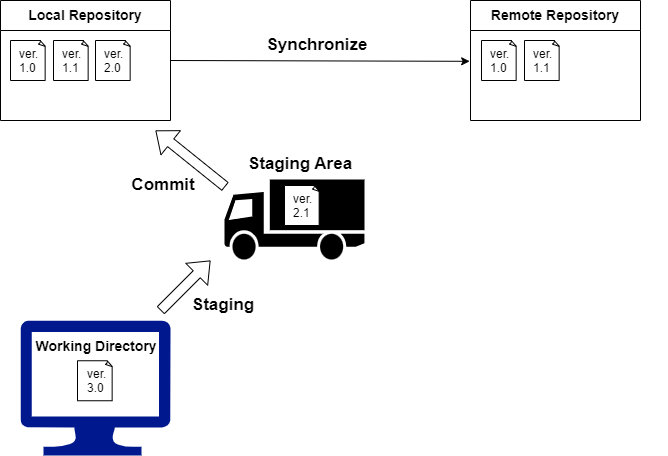 Local Repository
ver.
1.0
ver.
1.1
ver.
2.0
Synchronize
Remote Repository
ver.
1.0
ver.
1.1
Commit
Staging Area
ver.
2.1
Staging
Working Directory
ver.
3.0